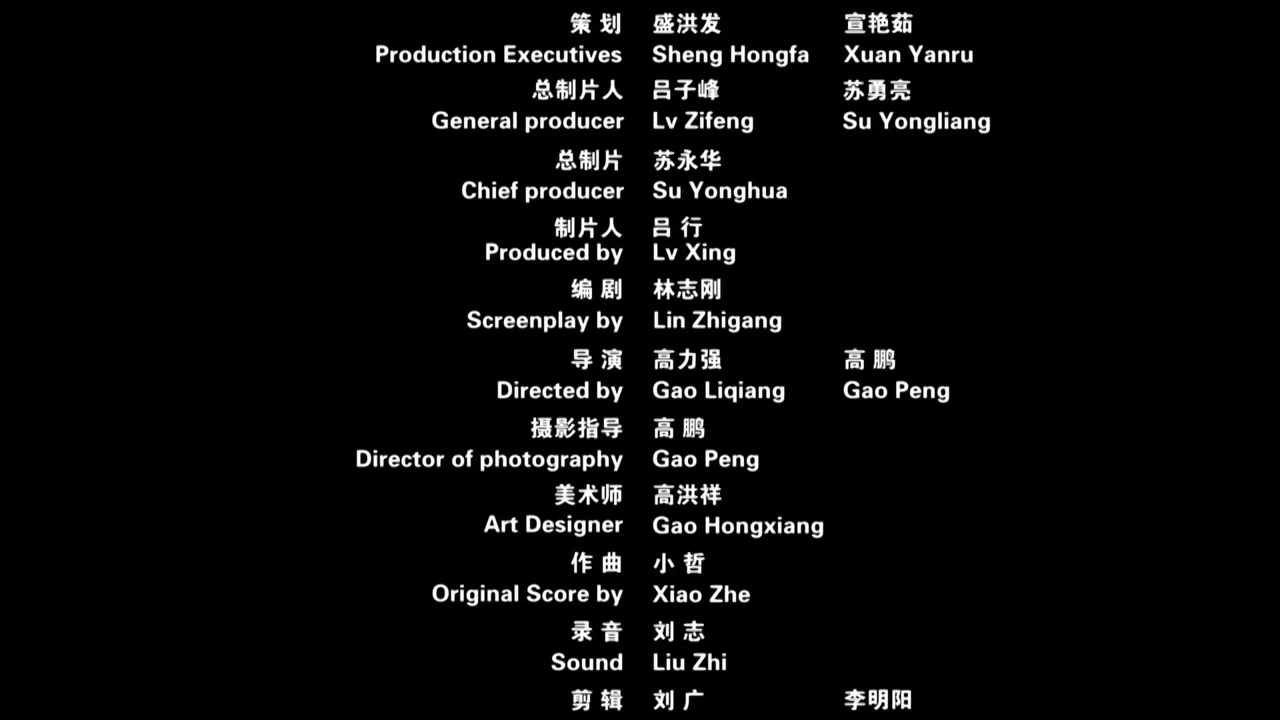 策 划 盛洪发 宣艳茹
Production Executives Sheng Hongfa Xuan Yanru
总制片人 吕子峰 苏勇亮
General producer Lv Zifeng Su Yongliang
总制片 苏永华
Chief producer Su Yonghua
制片人 吕 行
Produced by Lv Xing
编 剧 林志刚
Screenplay by Lin Zhigang
导 演 高力强 高 鹏
Directed by Gao Liqiang Gao Peng
摄影指导 高 鹏
Director of photography Gao Peng
美术师 高洪祥
Art Designer Gao Hongxiang
作 曲 小 哲
Original Score by Xiao Zhe
录 音 刘 志
Sound Liu Zhi
剪 辑 刘 广 李明阳